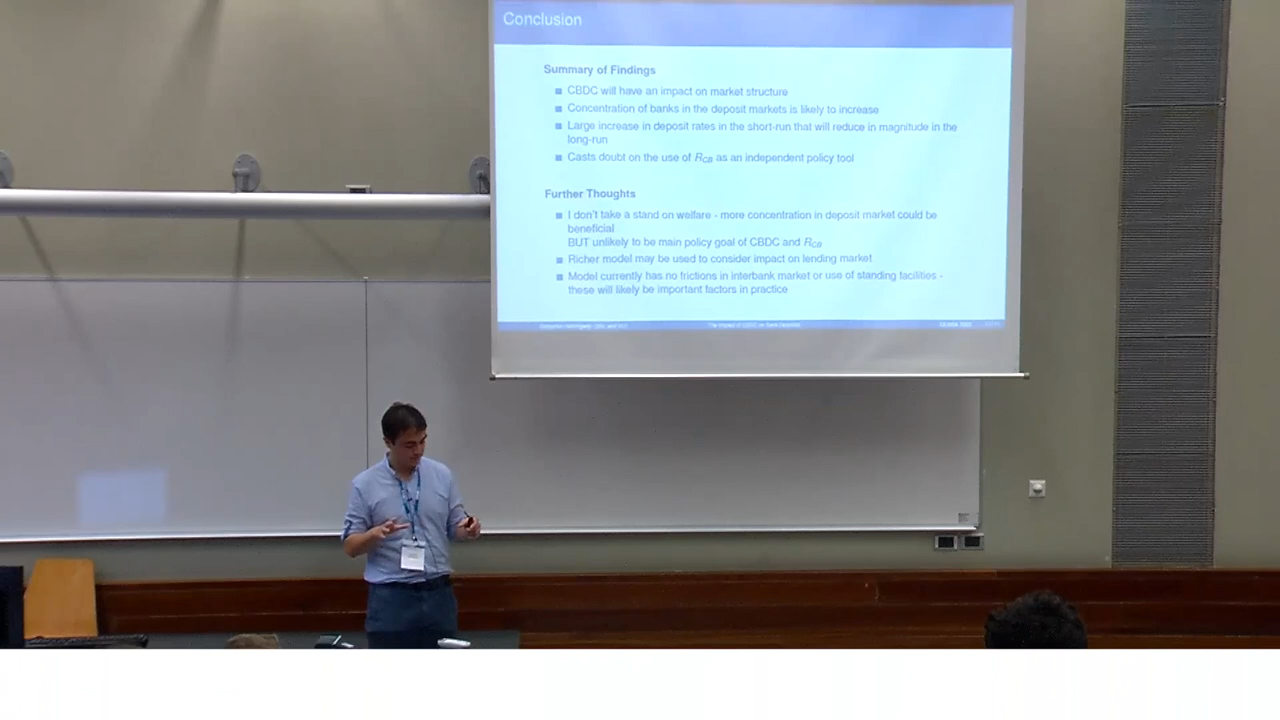 Conclusion
Summary of Findings
CBDC will have an impact on market structure
Concentration of banks in the deposit markets is likely to increase
Large increase in deposit rates in the short-run that will reduce in magnitude in the
long-run
Casts doubt on the use of R_CB as an independent policy tool
Further Thoughts
I don't take a stand on welfare - more concentration in deposit market could be
beneficial
BUT unlikely to be main policy goal of CBDC and R_CB
Richer model may be used to consider impact on lending market
Model currently has no frictions in interbank market or use of standing facilities -
these will likely be important factors in practice
The Impact of CBDC on Bank Deposits